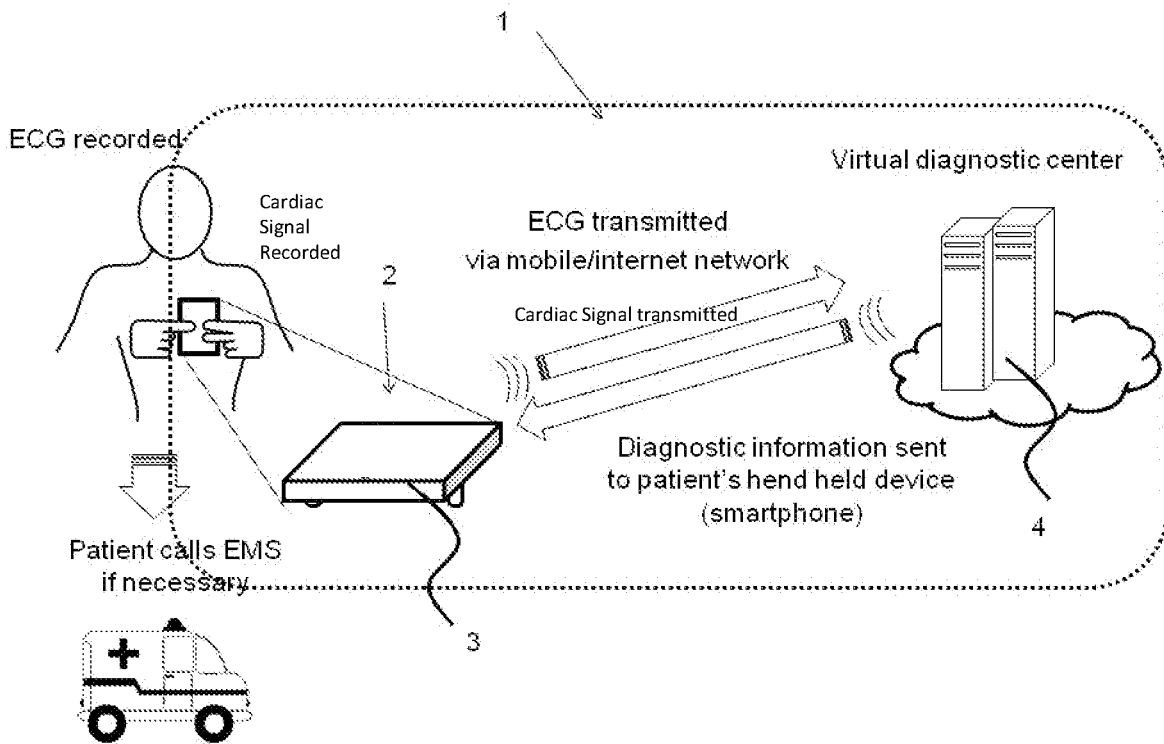 1
ECG recorded
Virtual diagnostic center
Cardiac
Signal
Recorded
ECG transmitted
via mobile/internet network
2
Cardiac Signal transmitted
Diagnostic information sent
to patient's hend held device
(smartphone)
4
Patient calls EMS
if necessary
3